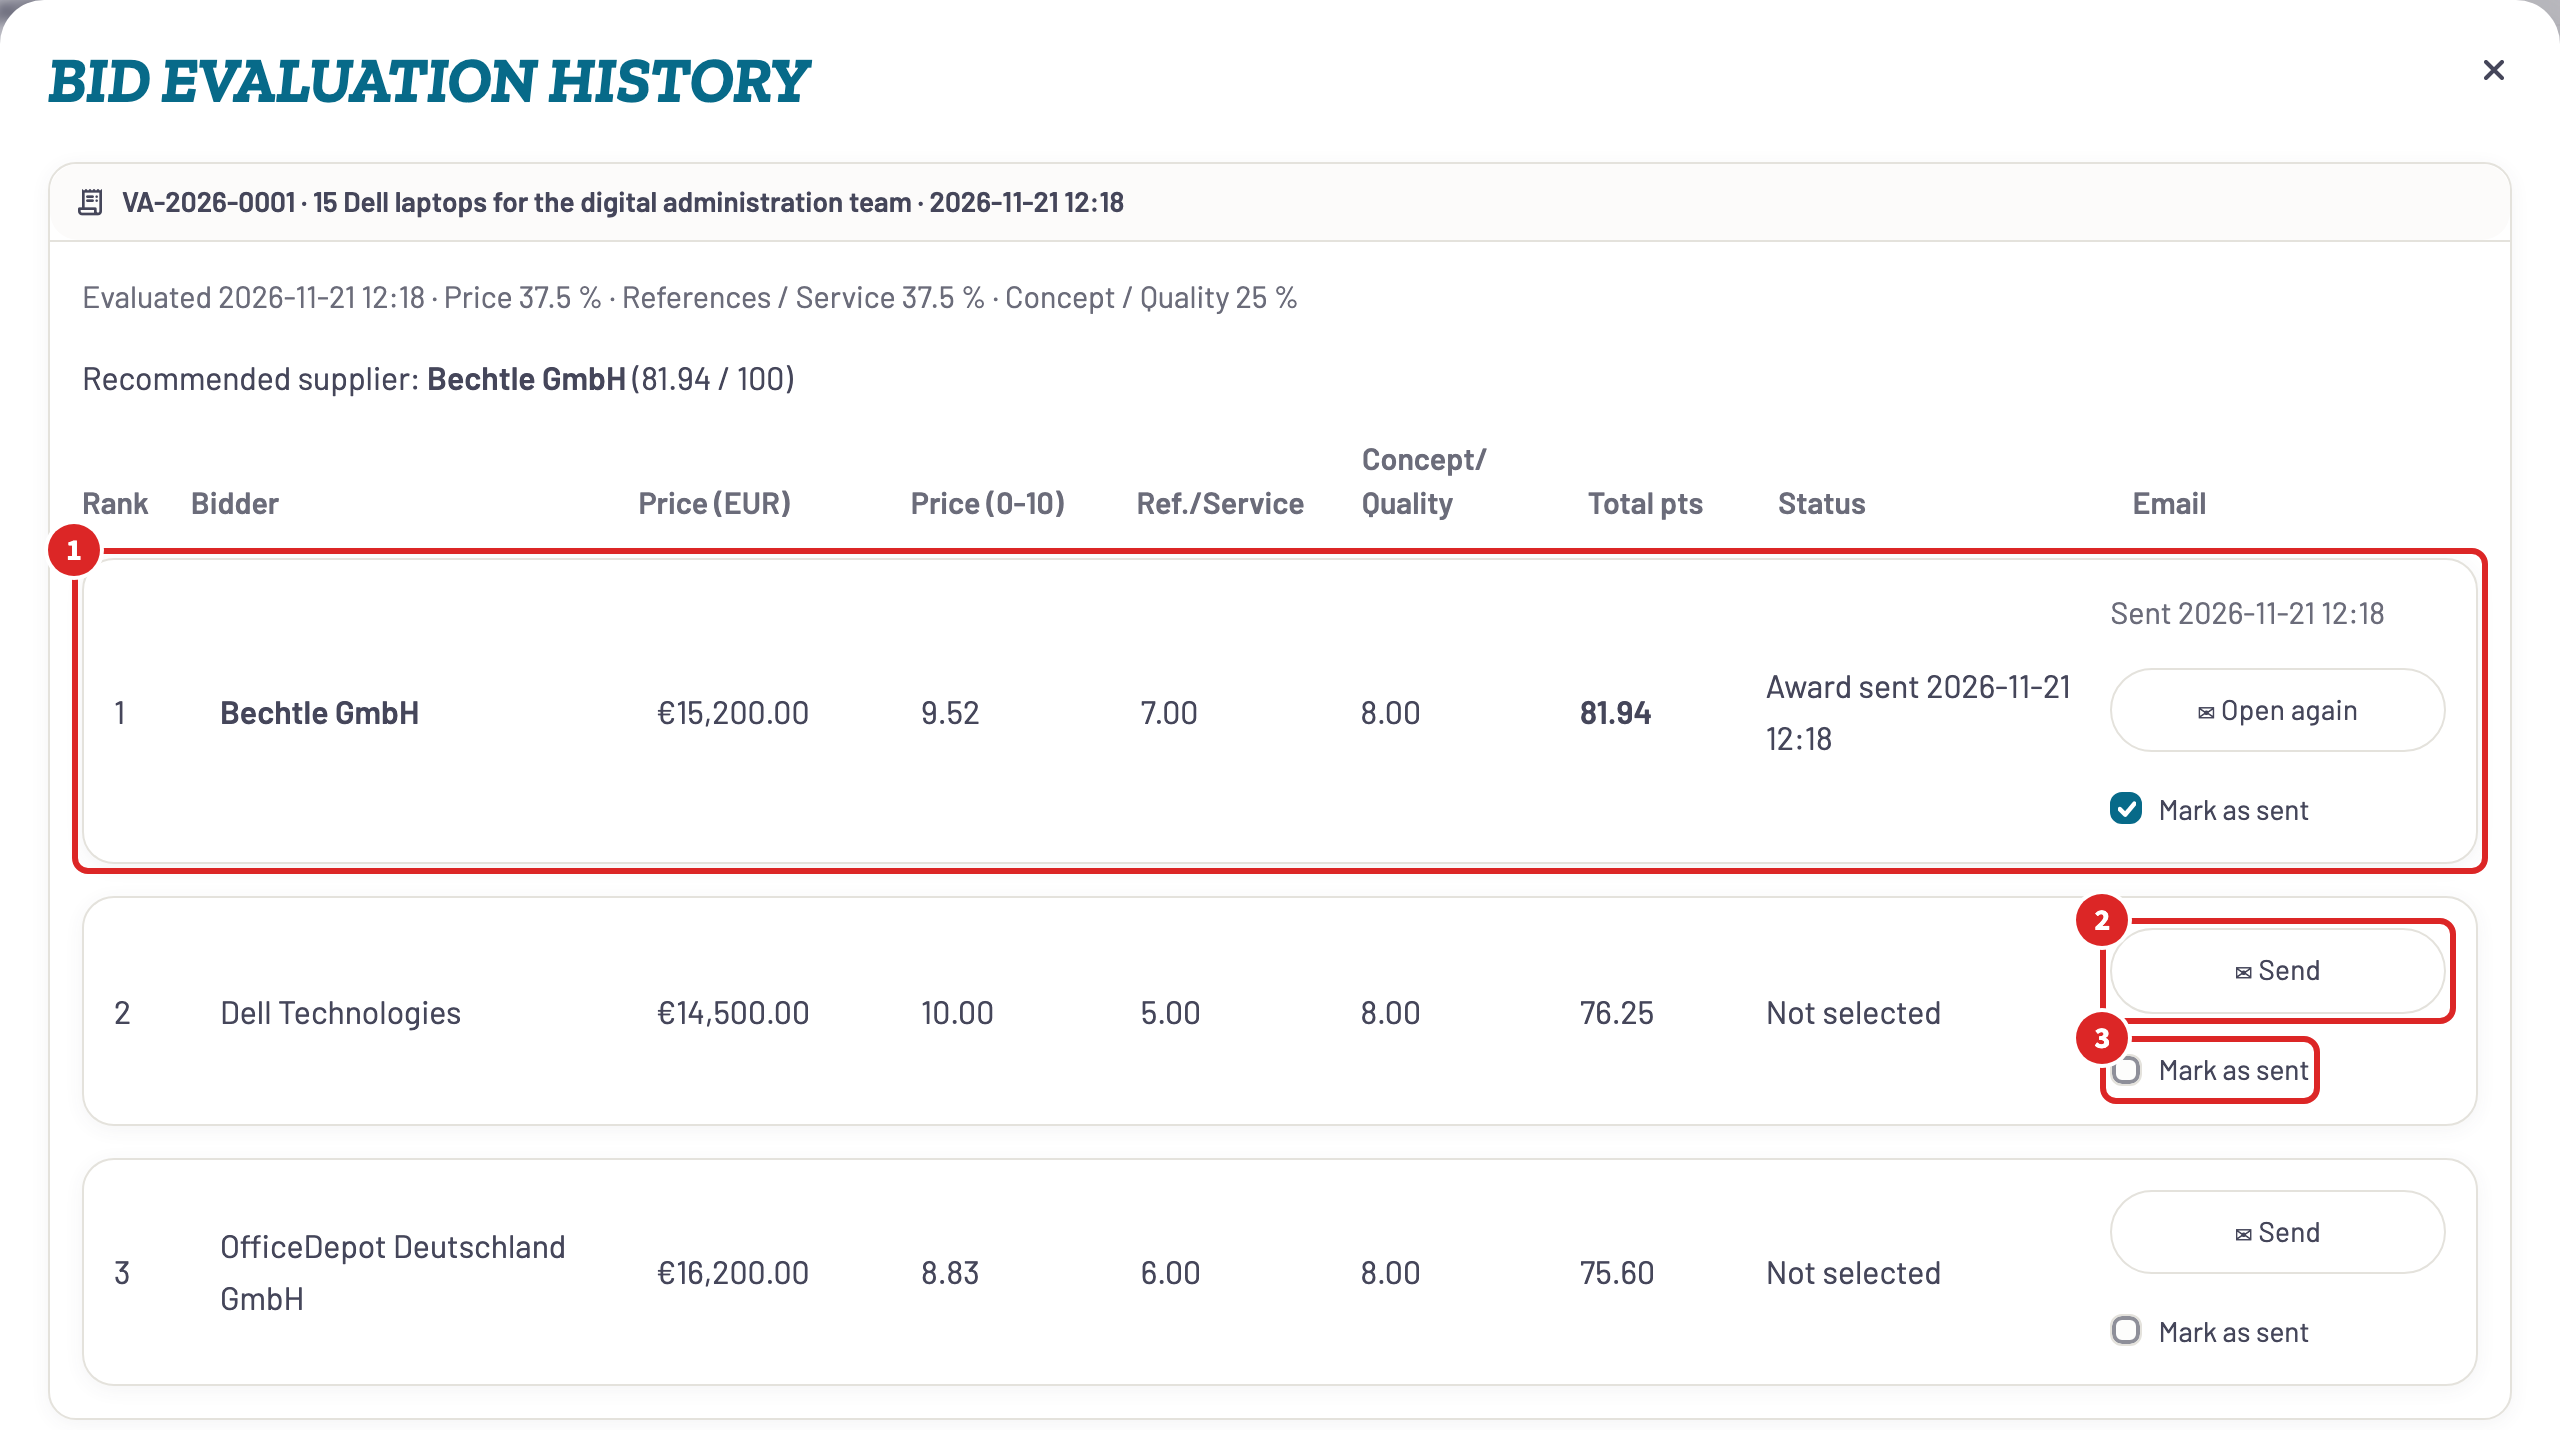 BID EVALUATION HISTORY
VA-2026-0001 · 15 Dell laptops for the digital administration team · 2026-11-21 12:18
Evaluated 2026-11-21 12:18 · Price 37.5 % · References / Service 37.5 % · Concept / Quality 25 %
Recommended supplier: Bechtle GmbH (81.94 / 100)
Rank Bidder Price (EUR) Price (0-10) Ref./Service Concept/ Quality Total pts Status Email
1
1 Bechtle GmbH €15,200.00 9.52 7.00 8.00 81.94 Award sent 2026-11-21 12:18
Sent 2026-11-21 12:18
✉ Open again
Mark as sent
2 Dell Technologies €14,500.00 10.00 5.00 8.00 76.25 Not selected
2
✉ Send
3
Mark as sent
3 OfficeDepot Deutschland GmbH €16,200.00 8.83 6.00 8.00 75.60 Not selected
✉ Send
Mark as sent